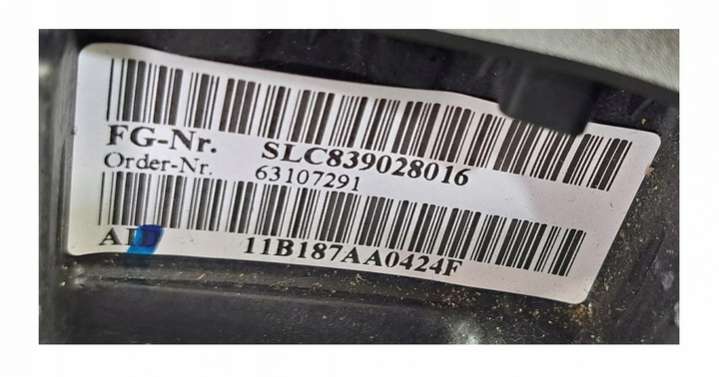 FG-Nr. SLC839028016
Order-Nr. 63107291
11B187AA0424F